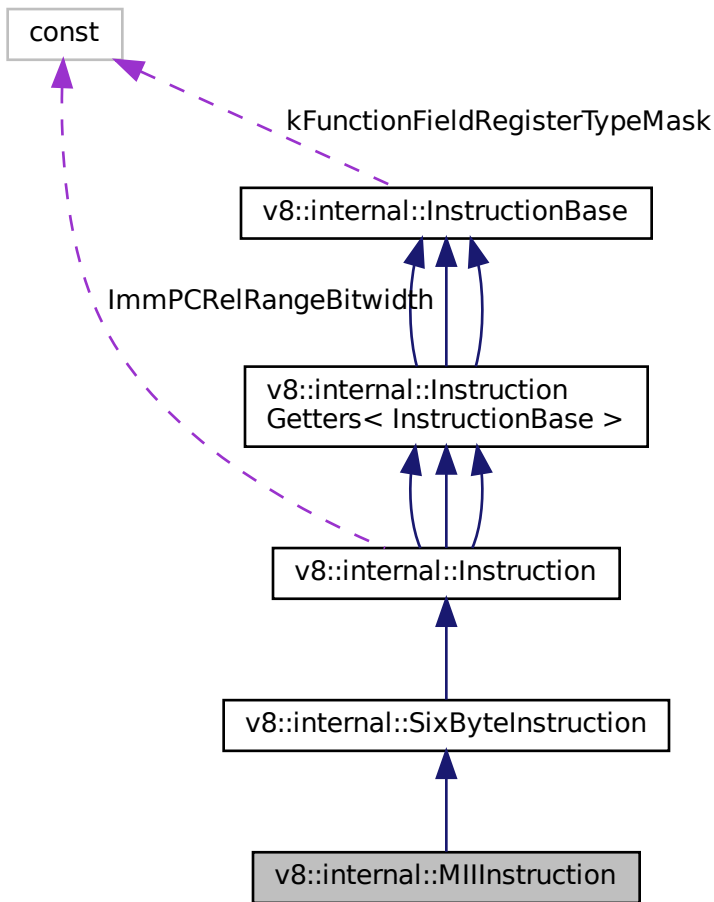 const
kFunctionFieldRegisterTypeMask
v8::internal::InstructionBase
ImmPCRelRangeBitwidth
v8::internal::Instruction
Getters< InstructionBase >
v8::internal::Instruction
v8::internal::SixByteInstruction
v8::internal::MIIInstruction